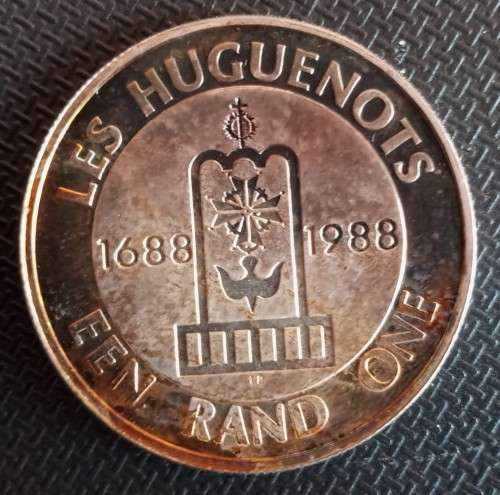 LES HUGUENOTS
1688 1988
EEN RAND ONE